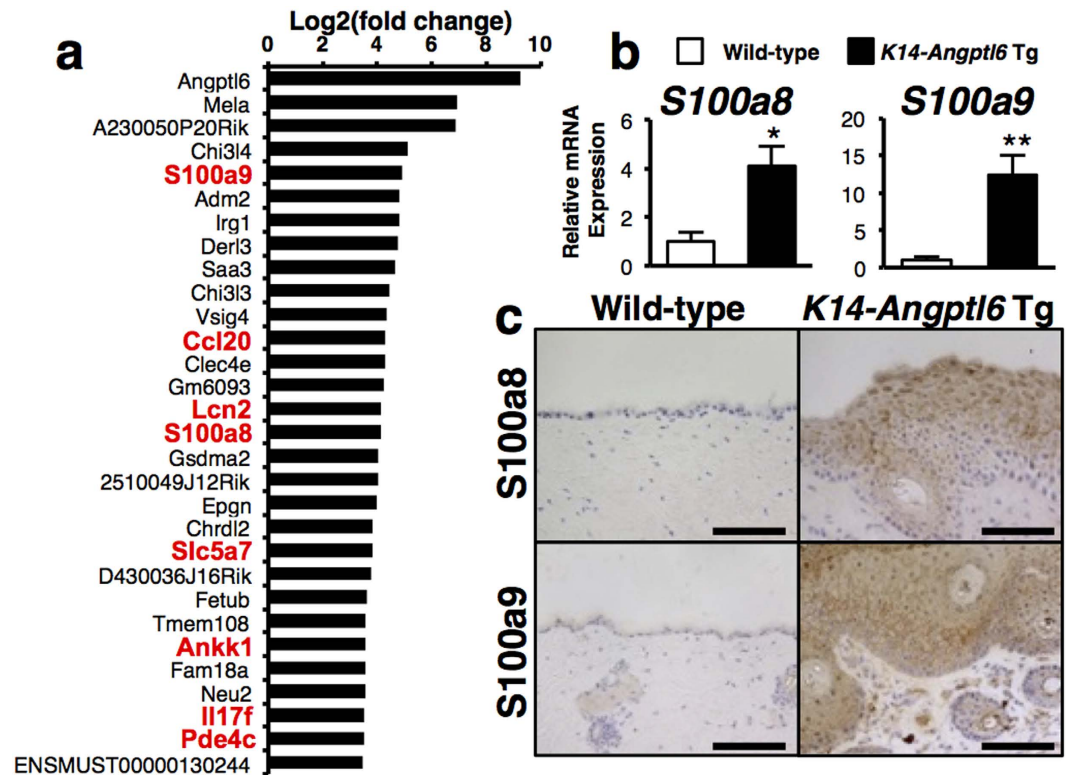 a
Log2(fold change)
0 2 4 6 8 10
Angptl6
Mela
A230050P20Rik
Chi3l4
S100a9
Adm2
Irg1
Derl3
Saa3
Chi3l3
Vsig4
Ccl20
Clec4e
Gm6093
Lcn2
S100a8
Gsdma2
2510049J12Rik
Epgn
Chrdl2
Slc5a7
D430036J16Rik
Fetub
Tmem108
Ankk1
Fam18a
Neu2
Il17f
Pde4c
ENSMUST00000130244
b
Wild-type K14-Angptl6 Tg
S100a8
Relative mRNA
Expression
6
4
2
0
*
S100a9
20
15
10
5
0
**
c
Wild-type K14-Angptl6 Tg
S100a8
S100a9